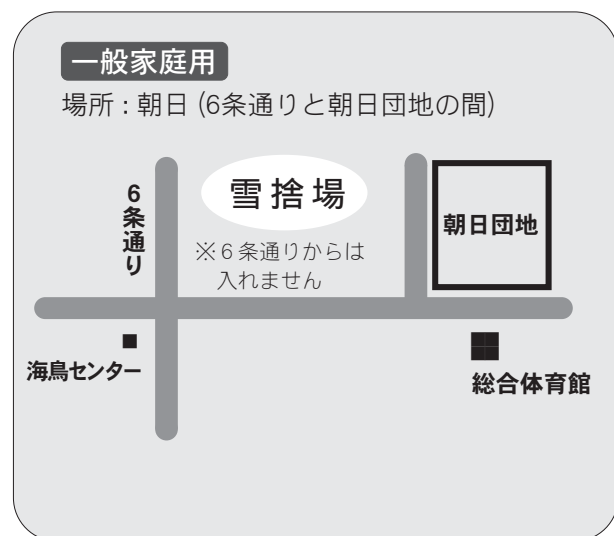 一般家庭用
場所：朝日 (6条通りと朝日団地の間)
6条通り
雪捨場
※６条通りからは
入れません
朝日団地
海鳥センター
総合体育館